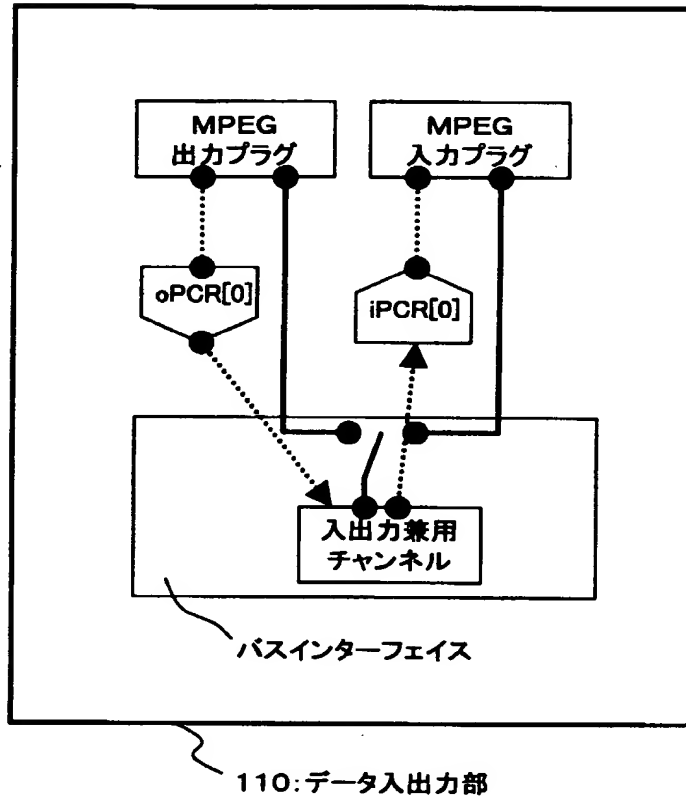 MPEG
出力プラグ
MPEG
入力プラグ
oPCR[0]
iPCR[0]
入出力兼用
チャンネル
バスインターフェイス
110:データ入出力部